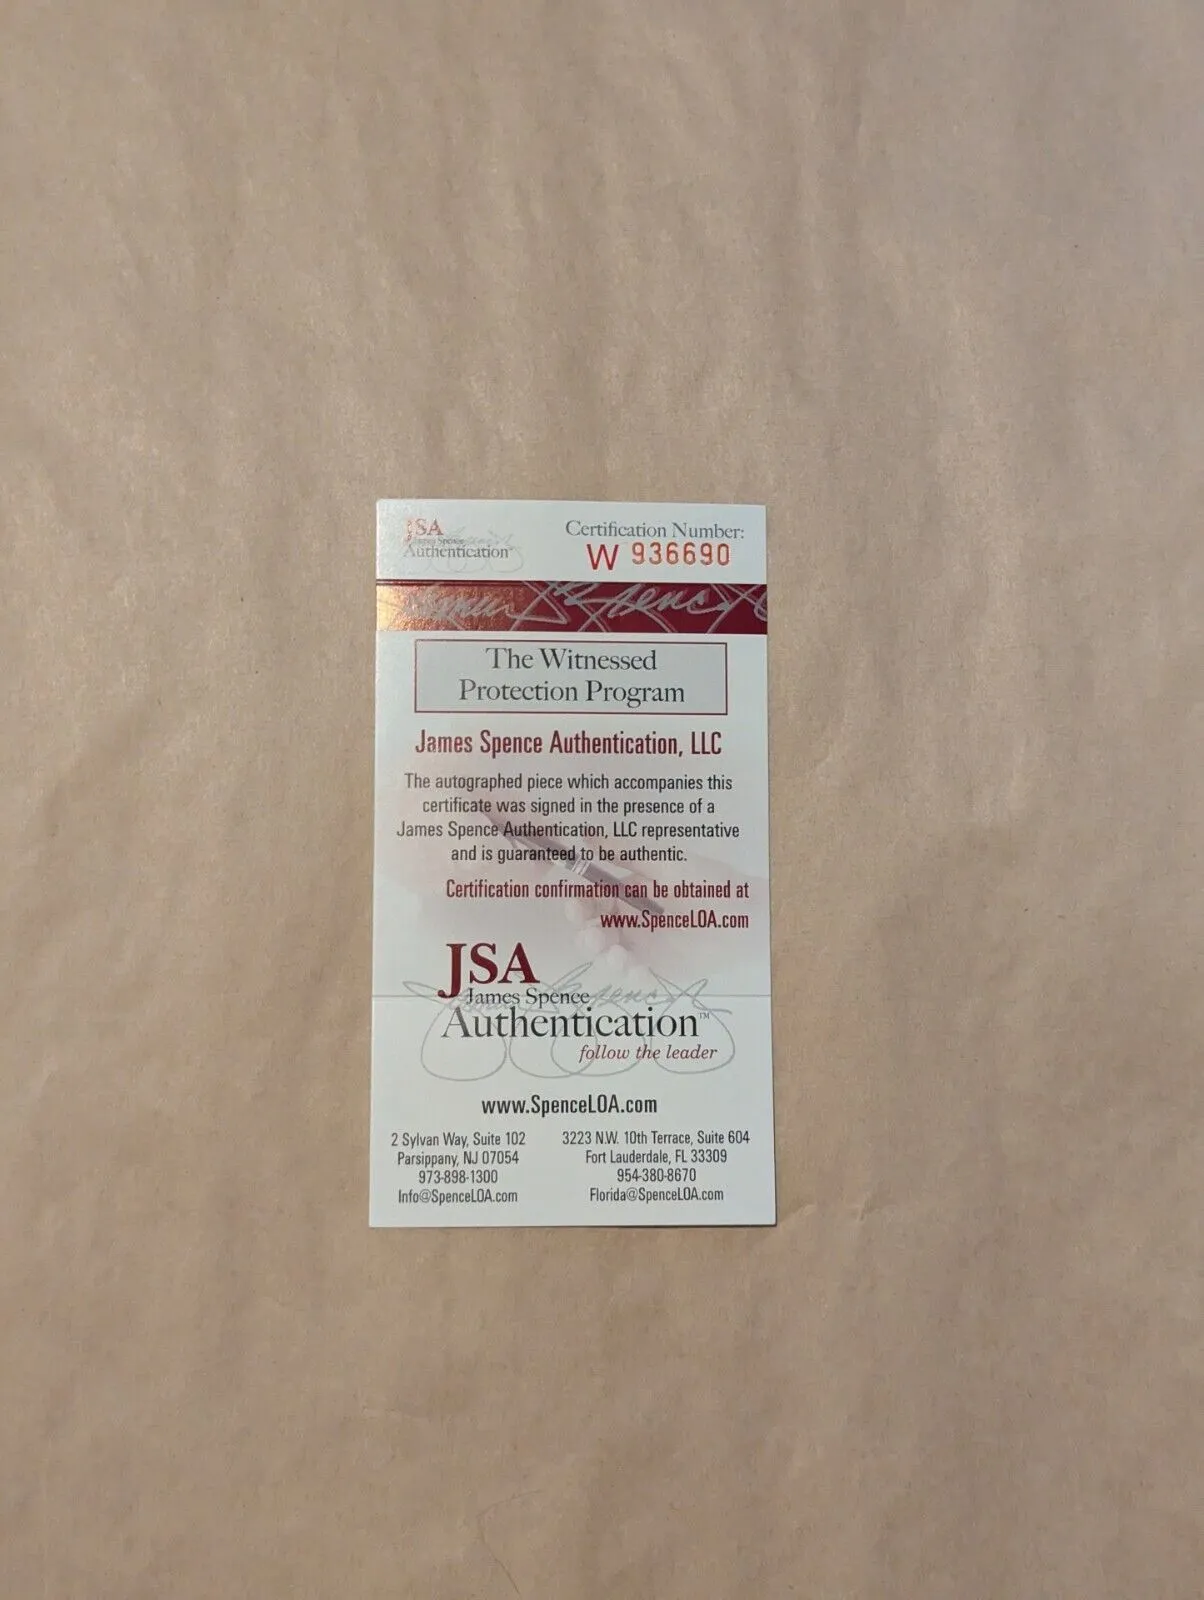 JSA
James Spence
Authentication
Certification Number:
W 936690
James Spence
The Witnessed
Protection Program
James Spence Authentication, LLC
The autographed piece which accompanies this
certificate was signed in the presence of a
James Spence Authentication, LLC representative
and is guaranteed to be authentic.
Certification confirmation can be obtained at
www.SpenceLOA.com
JSA
James Spence
Authentication™
follow the leader
www.SpenceLOA.com
2 Sylvan Way, Suite 102
Parsippany, NJ 07054
973-898-1300
Info@SpenceLOA.com
3223 N.W. 10th Terrace, Suite 604
Fort Lauderdale, FL 33309
954-380-8670
Florida@SpenceLOA.com